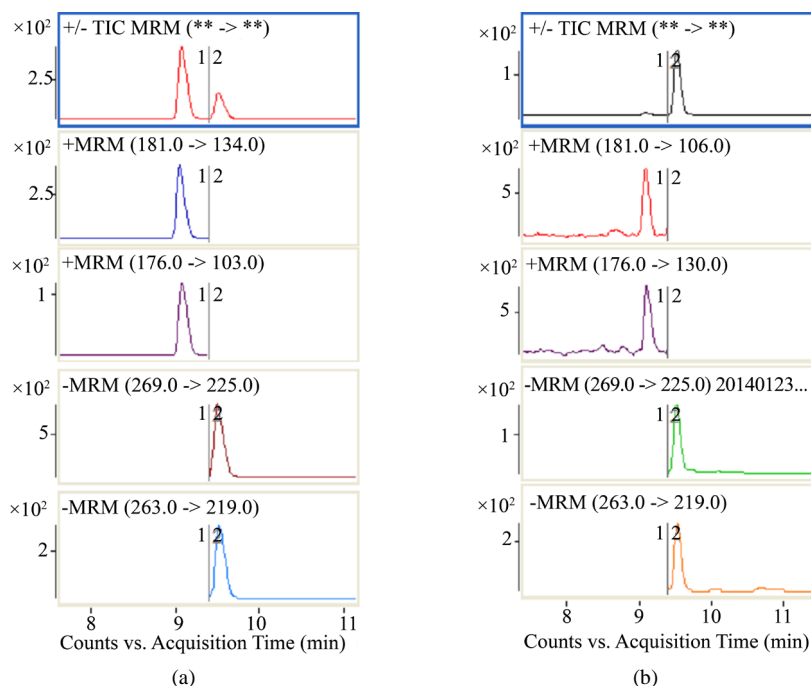 ×10²
+/- TIC MRM (** -> **)
2.5
1 2
×10²
+MRM (181.0 -> 134.0)
2.5
1 2
×10²
+MRM (176.0 -> 103.0)
1
1 2
×10²
-MRM (269.0 -> 225.0)
5
1 2
×10²
-MRM (263.0 -> 219.0)
2
1 2
8 9 10 11
Counts vs. Acquisition Time (min)
(a)
×10²
+/- TIC MRM (** -> **)
1
1 2
×10²
+MRM (181.0 -> 106.0)
5
1 2
×10²
+MRM (176.0 -> 130.0)
5
1 2
×10²
-MRM (269.0 -> 225.0) 20140123...
1
1 2
×10²
-MRM (263.0 -> 219.0)
2
1 2
8 9 10 11
Counts vs. Acquisition Time (min)
(b)